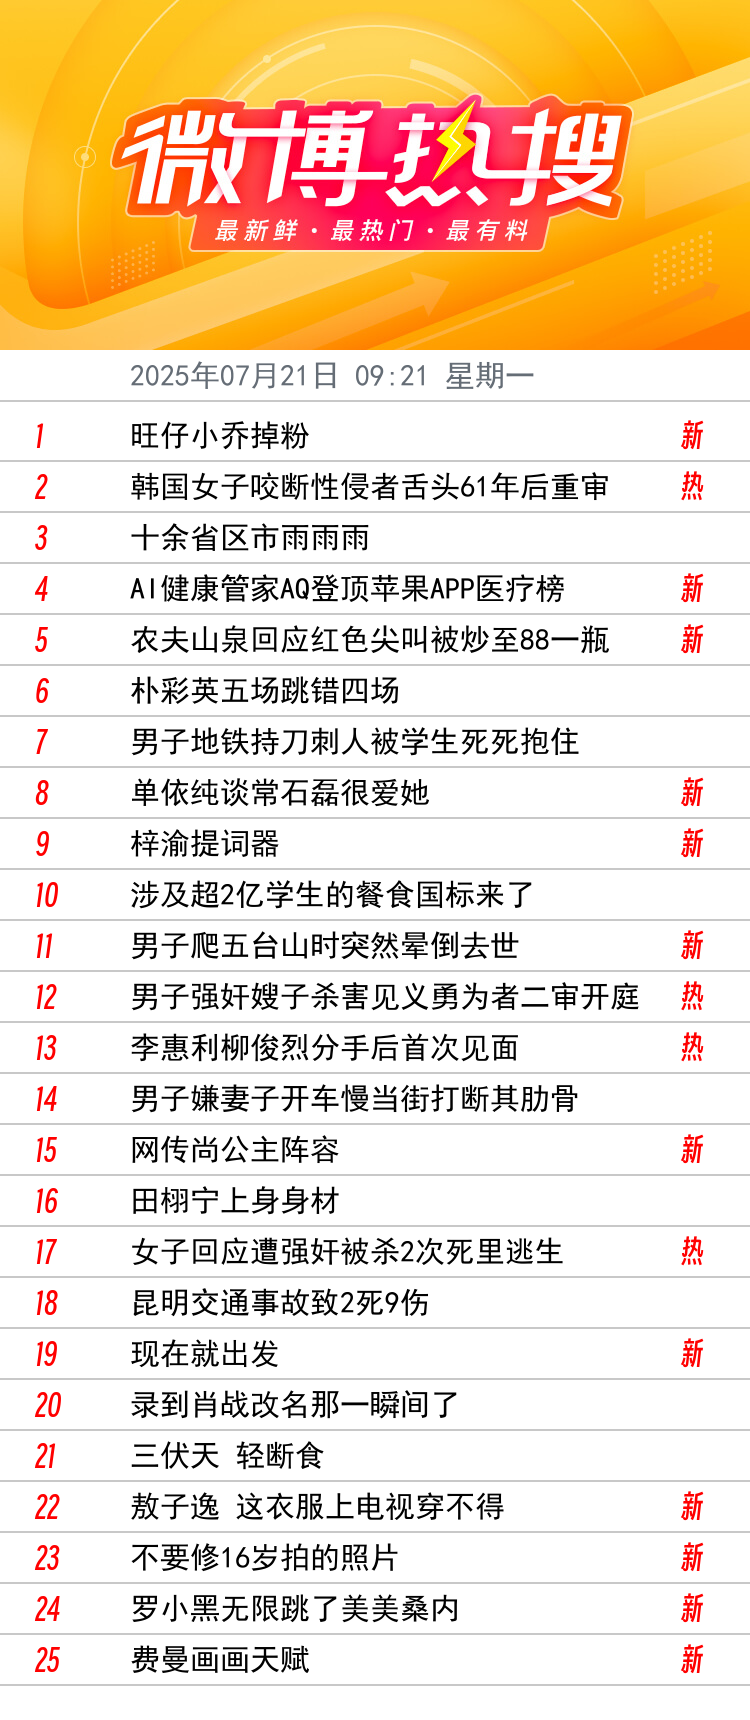 微博热搜
最新鲜·最热门·最有料
2025年07月21日 09:21 星期一
1 旺仔小乔掉粉 新
2 韩国女子咬断性侵者舌头61年后重审 热
3 十余省区市雨雨雨
4 AI健康管家AQ登顶苹果APP医疗榜 新
5 农夫山泉回应红色尖叫被炒至88一瓶 新
6 朴彩英五场跳错四场
7 男子地铁持刀刺人被学生死死抱住
8 单依纯谈常石磊很爱她 新
9 梓渝提词器 新
10 涉及超2亿学生的餐食国标来了
11 男子爬五台山时突然晕倒去世 新
12 男子强奸嫂子杀害见义勇为者二审开庭 热
13 李惠利柳俊烈分手后首次见面 热
14 男子嫌妻子开车慢当街打断其肋骨
15 网传尚公主阵容 新
16 田栩宁上身身材
17 女子回应遭强奸被杀2次死里逃生 热
18 昆明交通事故致2死9伤
19 现在就出发 新
20 录到肖战改名那一瞬间了
21 三伏天 轻断食
22 敖子逸 这衣服上电视穿不得 新
23 不要修16岁拍的照片 新
24 罗小黑无限跳了美美桑内 新
25 费曼画画天赋 新